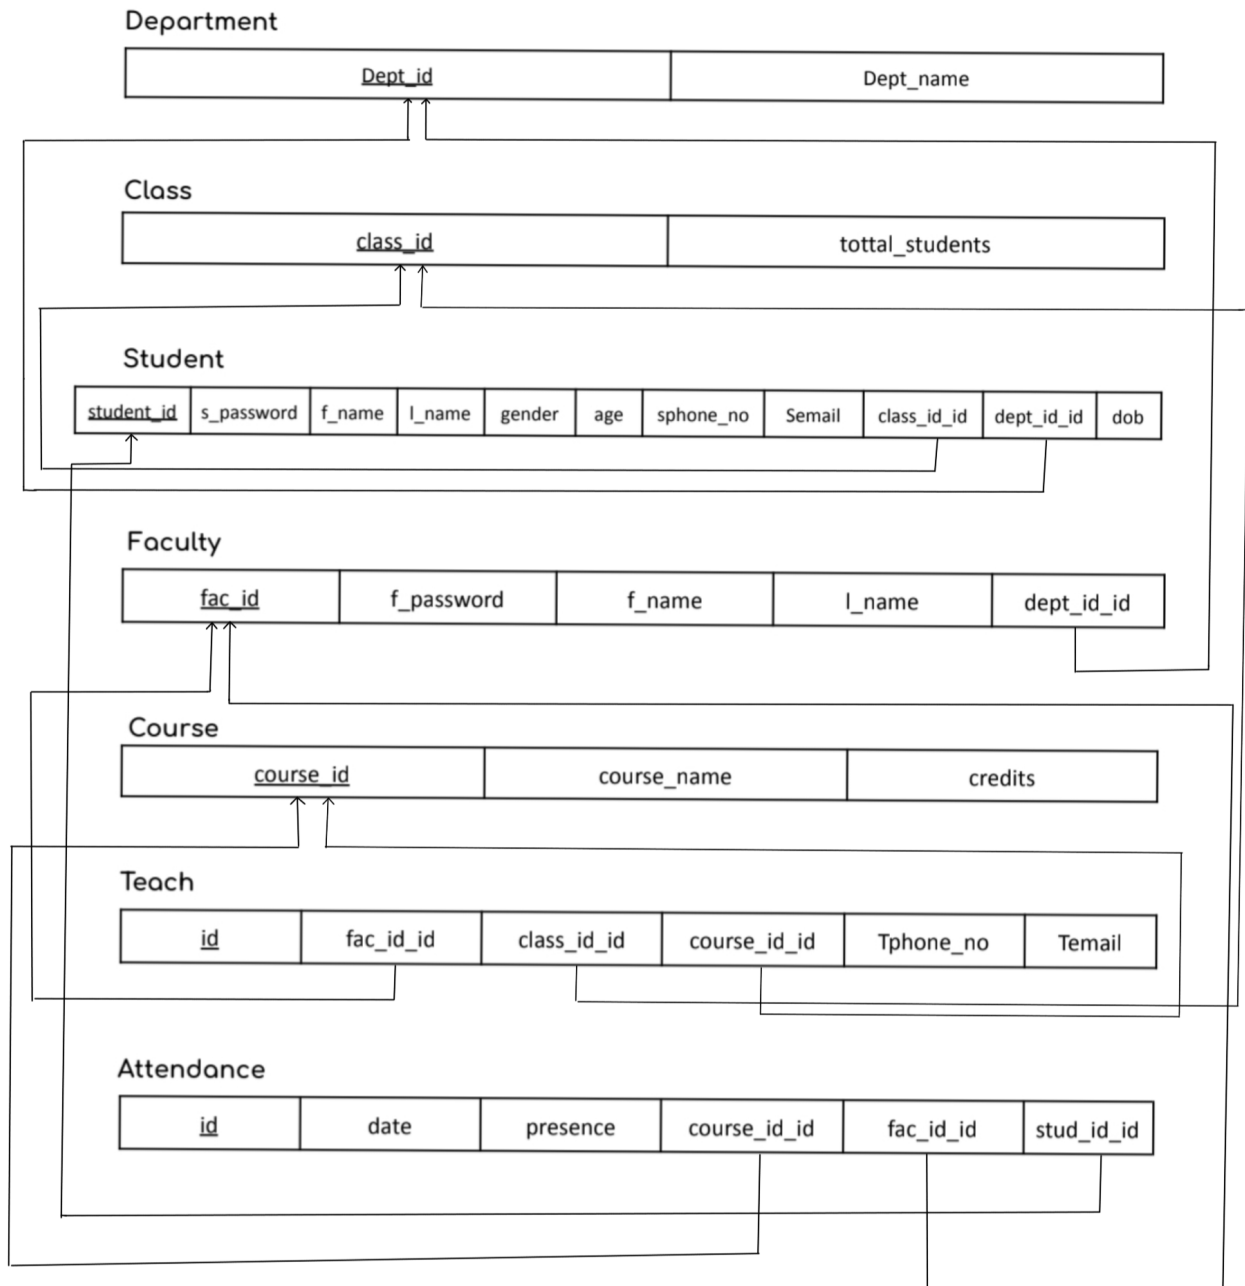 Department
Dept_id Dept_name
Class
class_id tottal_students
Student
student_id s_password f_name l_name gender age sphone_no Semail class_id_id dept_id_id dob
Faculty
fac_id f_password f_name l_name dept_id_id
Course
course_id course_name credits
Teach
id fac_id_id class_id_id course_id_id Tphone_no Temail
Attendance
id date presence course_id_id fac_id_id stud_id_id